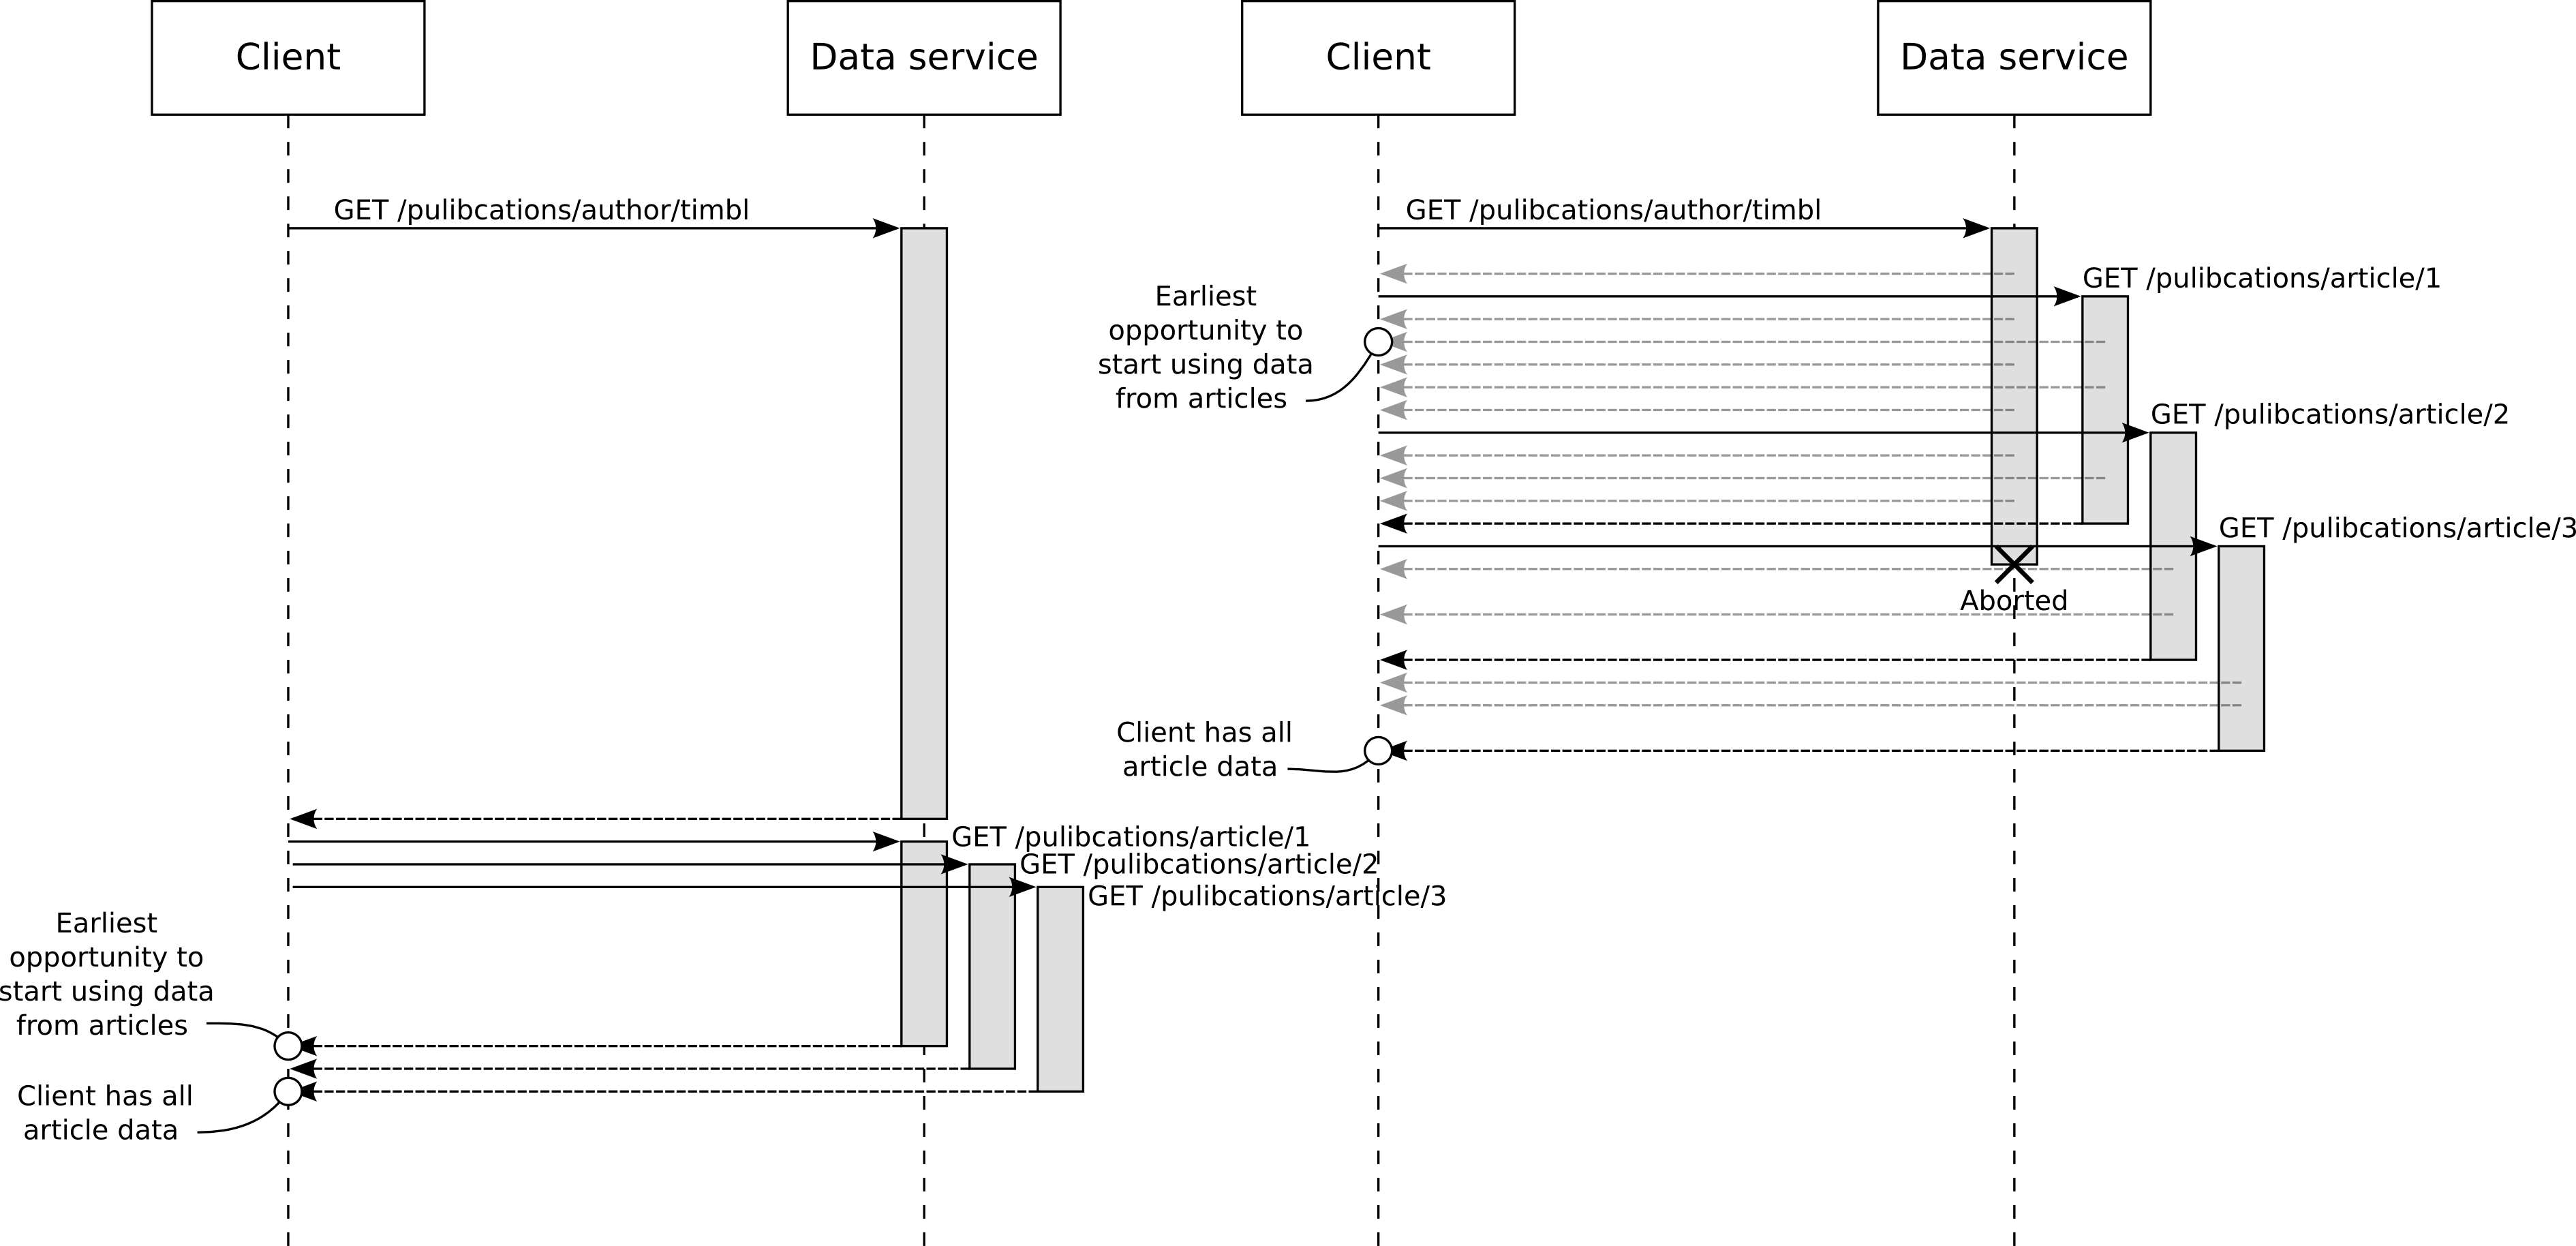 Client
Data service
GET /pulibcations/author/timbl
GET /pulibcations/article/1
GET /pulibcations/article/2
GET /pulibcations/article/3
Earliest
opportunity to
start using data
from articles
Client has all
article data
Client
Data service
GET /pulibcations/author/timbl
GET /pulibcations/article/1
Earliest
opportunity to
start using data
from articles
GET /pulibcations/article/2
GET /pulibcations/article/3
Aborted
Client has all
article data